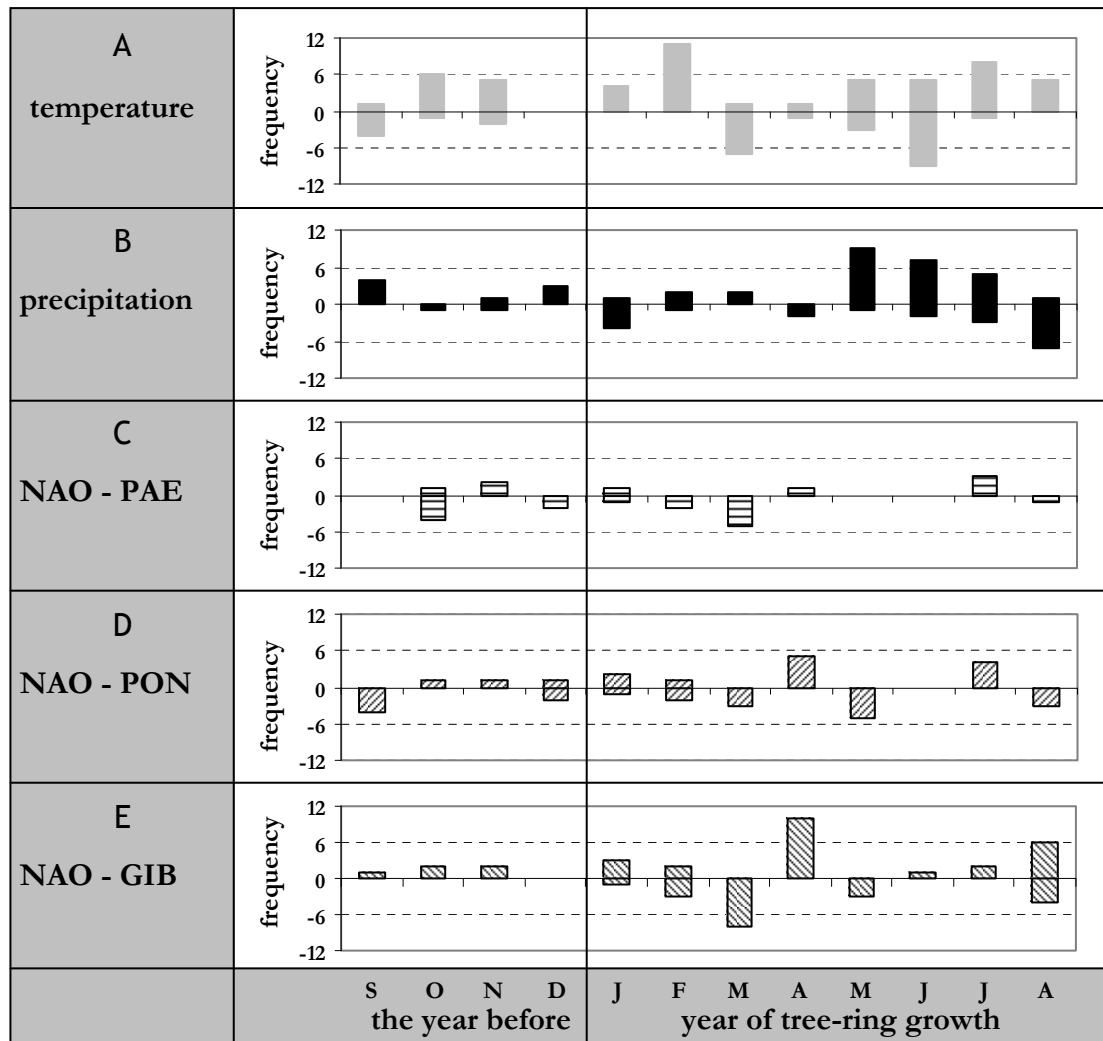 A
temperature
frequency
12
6
0
-6
-12
B
precipitation
frequency
12
6
0
-6
-12
C
NAO - PAE
frequency
12
6
0
-6
-12
D
NAO - PON
frequency
12
6
0
-6
-12
E
NAO - GIB
frequency
12
6
0
-6
-12
S O N D J F M A M J J A
the year before year of tree-ring growth